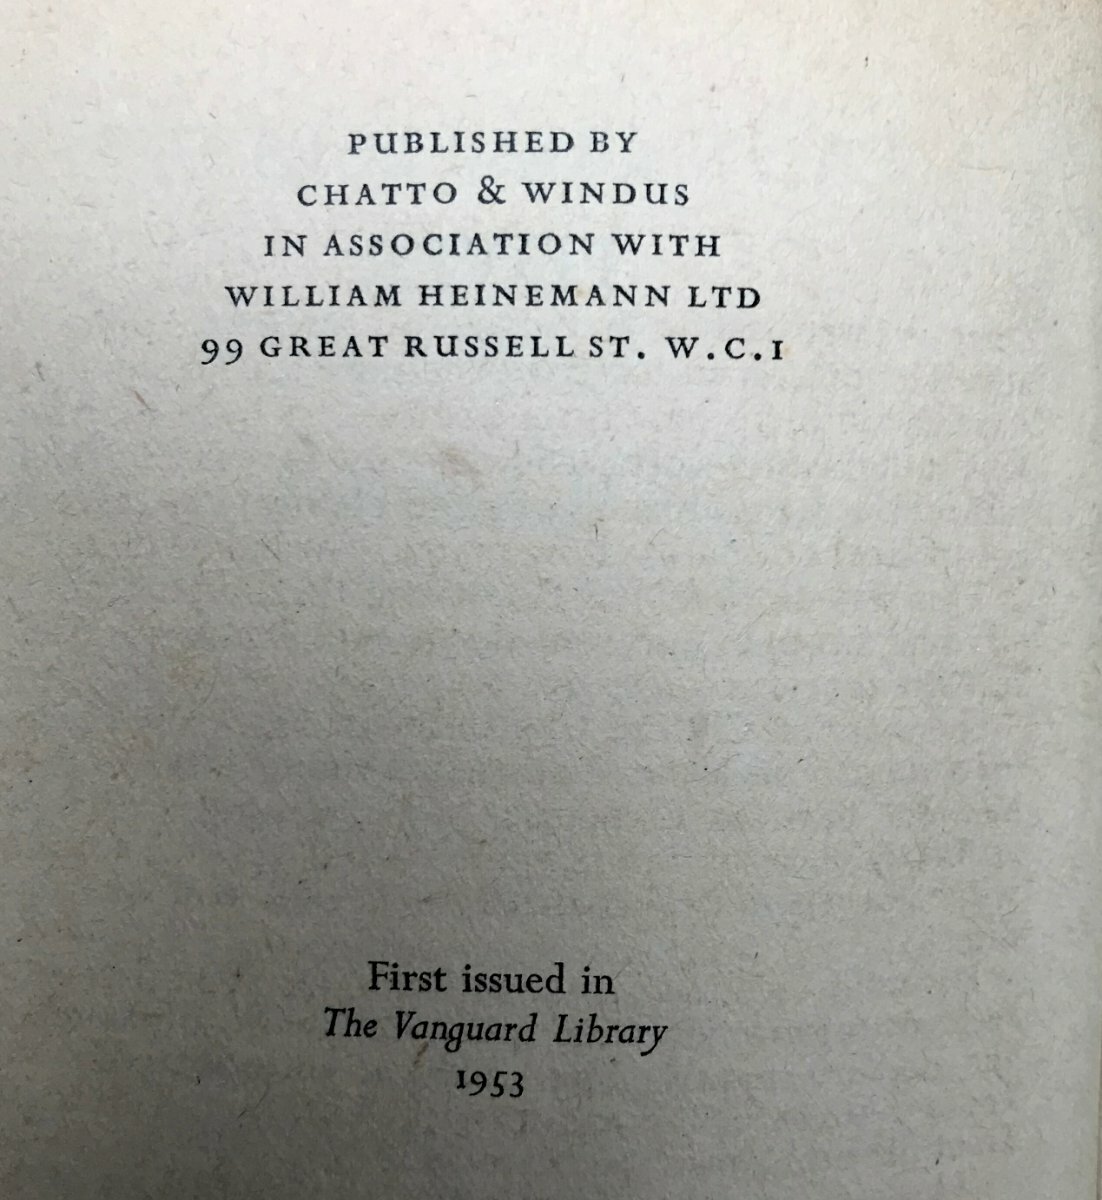 PUBLISHED BY
CHATTO & WINDUS
IN ASSOCIATION WITH
WILLIAM HEINEMANN LTD
99 GREAT RUSSELL ST. W.C.1
First issued in
The Vanguard Library
1953